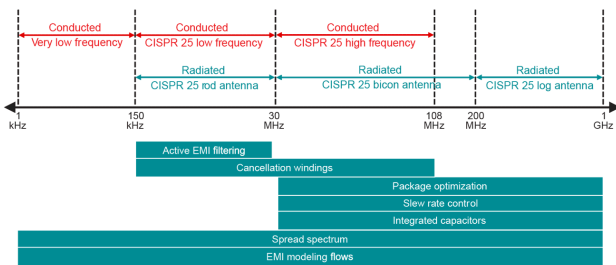 Conducted
Very low frequency
Conducted
CISPR 25 low frequency
Conducted
CISPR 25 high frequency
Radiated
CISPR 25 rod antenna
Radiated
CISPR 25 bicon antenna
Radiated
CISPR 25 log antenna
1
kHz
150
kHz
30
MHz
108
MHz
200
MHz
1
GHz
Active EMI filtering
Cancellation windings
Package optimization
Slew rate control
Integrated capacitors
Spread spectrum
EMI modeling flows